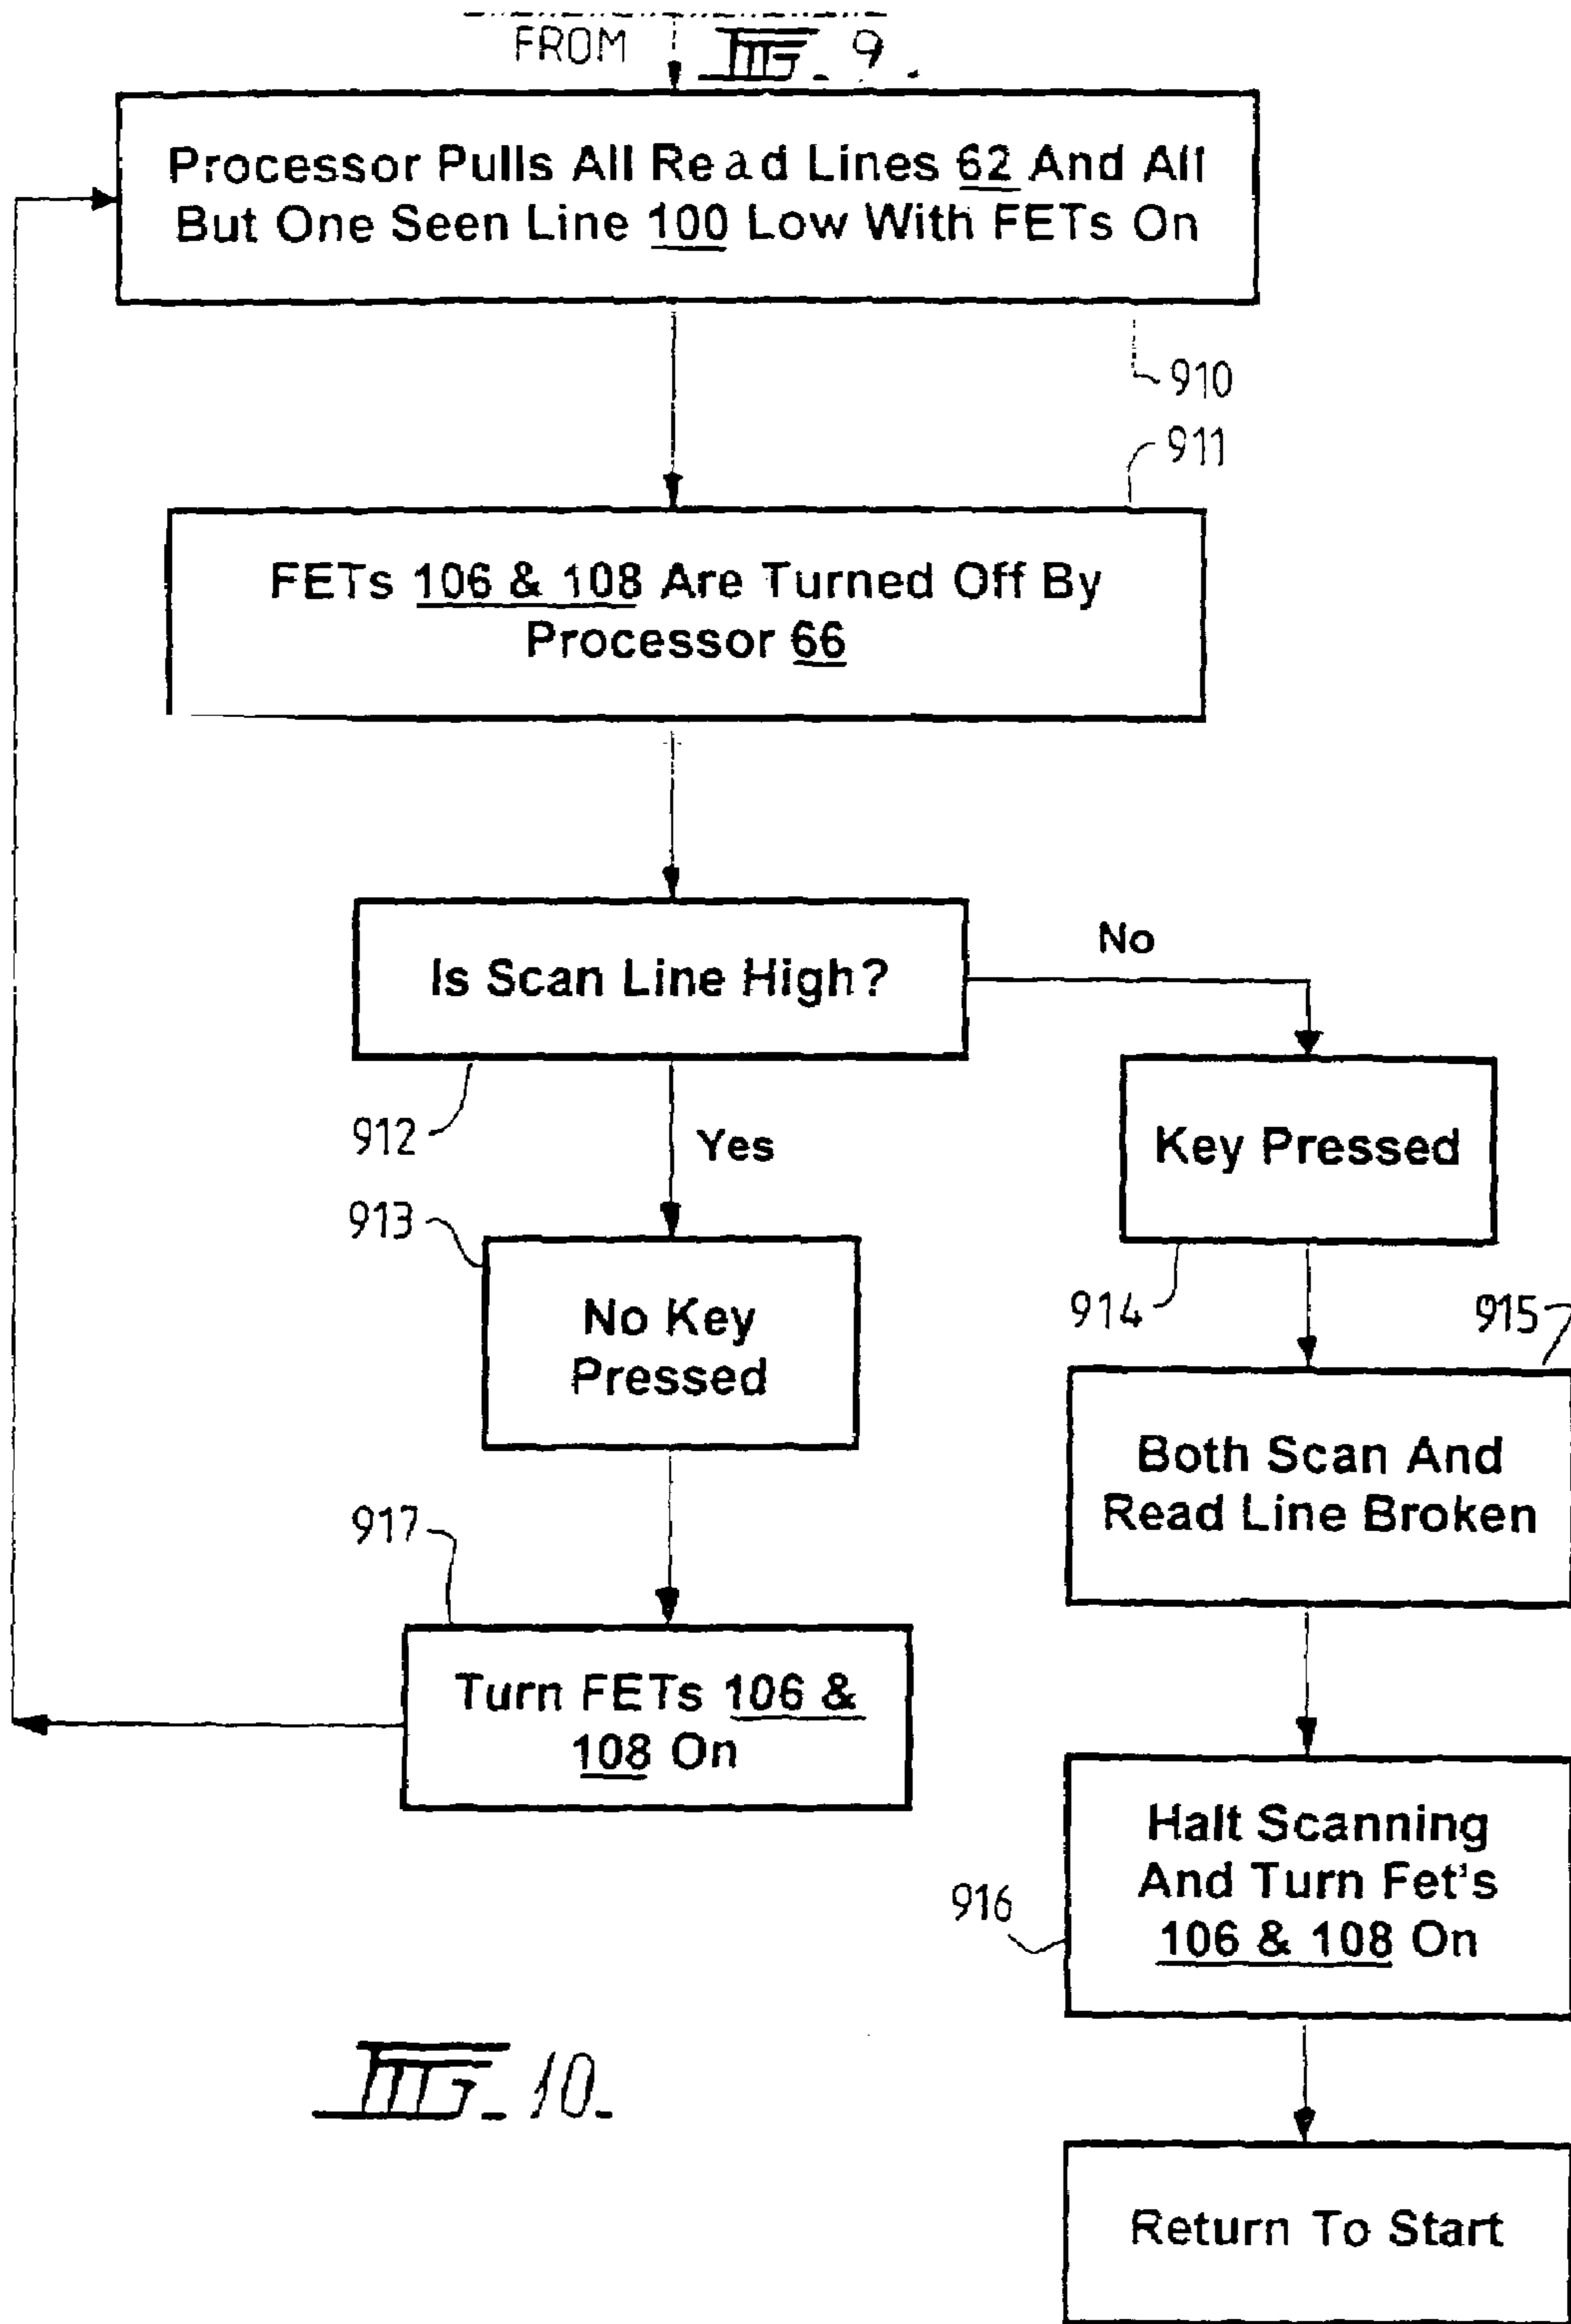 FROM FIG_ 9.
Processor Pulls All Read Lines 62 And All
But One Seen Line 100 Low With FETs On
910
911
FETs 106 & 108 Are Turned Off By
Processor 66
Is Scan Line High?
No
912
Yes
Key Pressed
913
No Key
Pressed
914
915
Both Scan And
Read Line Broken
917
Turn FETs 106 &
108 On
Halt Scanning
And Turn Fet's
106 & 108 On
916
FIG_ 10_
Return To Start